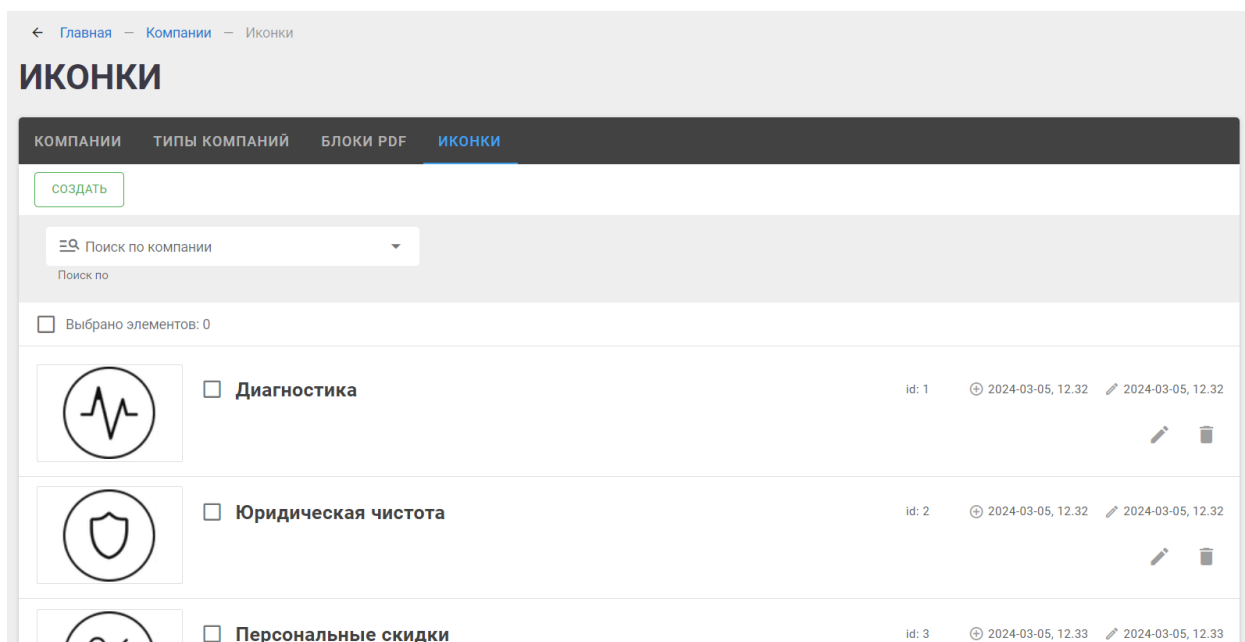 ← Главная — Компании — Иконки
ИКОНКИ
КОМПАНИИ ТИПЫ КОМПАНИЙ БЛОКИ PDF ИКОНКИ
СОЗДАТЬ
Поиск по компании
Поиск по
Выбрано элементов: 0
Диагностика id: 1 2024-03-05, 12.32 2024-03-05, 12.32
Юридическая чистота id: 2 2024-03-05, 12.32 2024-03-05, 12.32
Персональные скидки id: 3 2024-03-05, 12.33 2024-03-05, 12.33